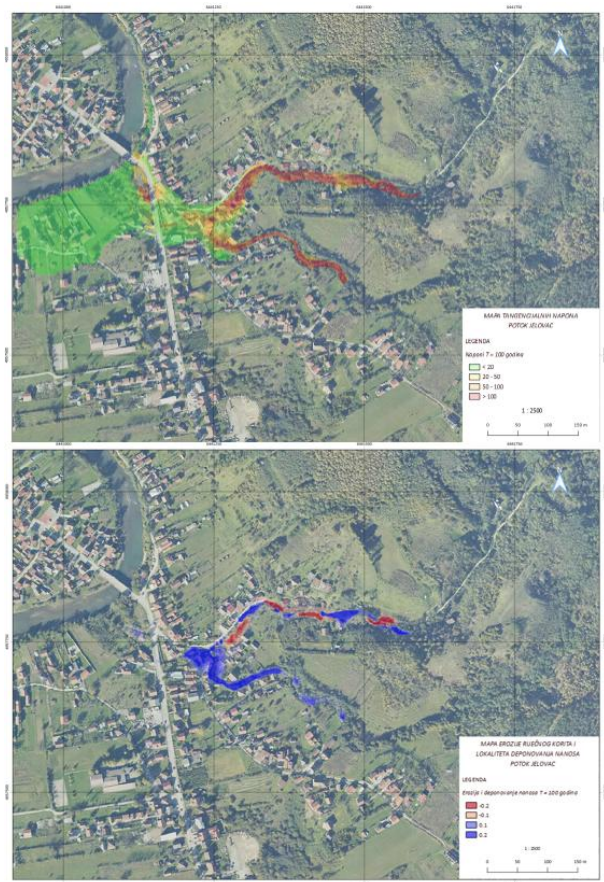 MAPA TANGENCIJALNIH NAPONA
POTOK JELOVAC
LEGENDA
Naponi T = 100 godina
< 20
20 - 50
50 - 100
> 100
1 : 2500
0 50 100 150 m
MAPA EROZIJE RIJEČNOG KORITA I
LOKALITETA DEPONOVANJA NANOSA
POTOK JELOVAC
LEGENDA
Erozija i deponovanje nanosa T = 100 godina
-0.2
-0.1
0.1
0.2
1 : 2500
0 50 100 150 m